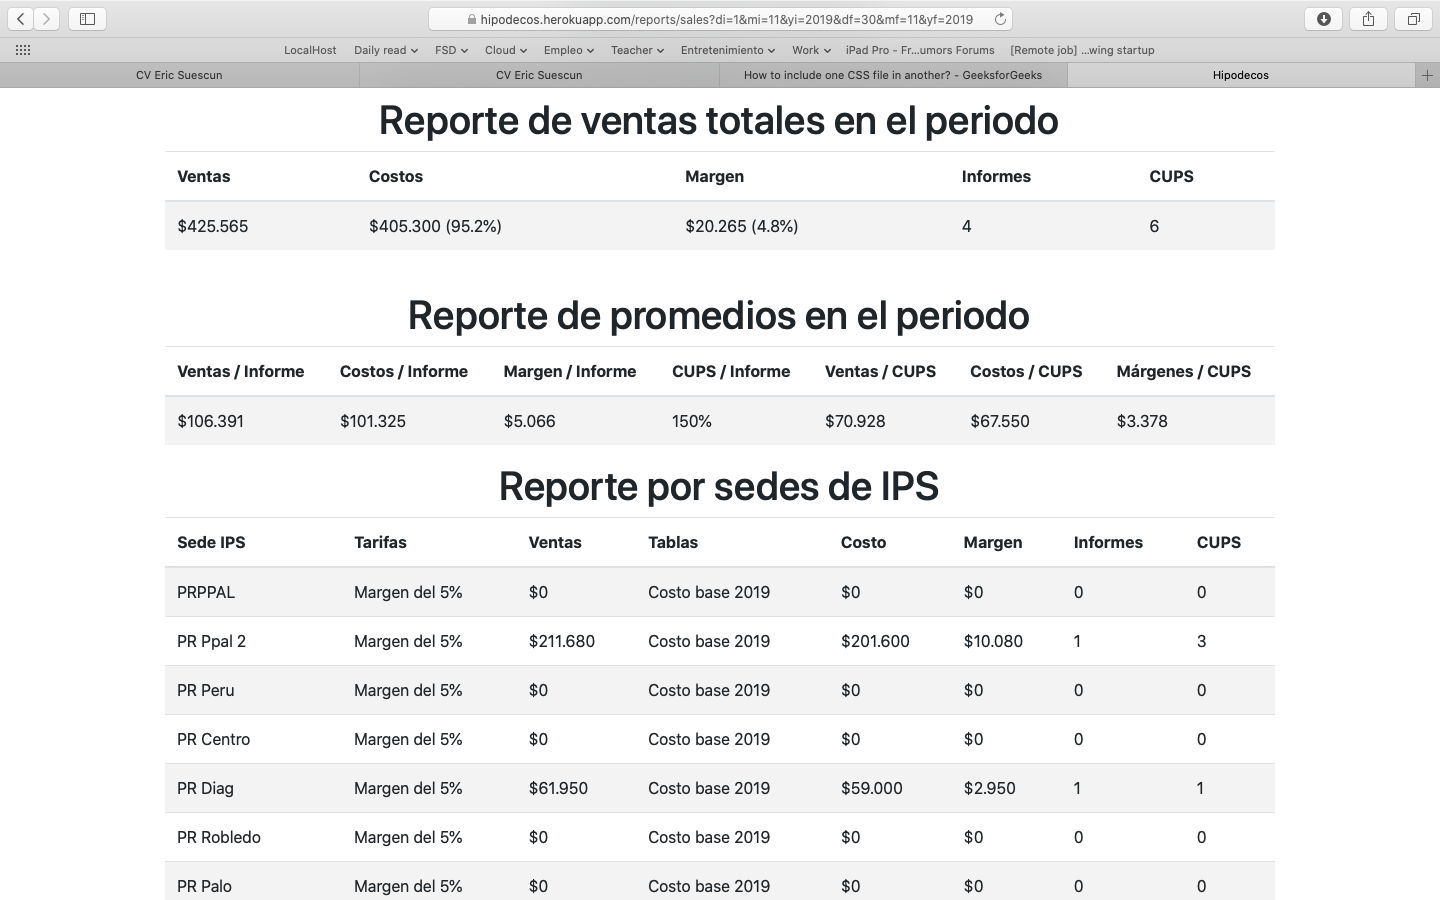 hipodecos.herokuapp.com/reports/sales?di=1&mi=11&yi=2019&df=30&mf=11&yf=2019
LocalHost Daily read FSD Cloud Empleo Teacher Entretenimiento Work iPad Pro - Fr...umors Forums [Remote job] ...wing startup
CV Eric Suescun CV Eric Suescun How to include one CSS file in another? - GeeksforGeeks Hipodecos
Reporte de ventas totales en el periodo
Ventas Costos Margen Informes CUPS
$425.565 $405.300 (95.2%) $20.265 (4.8%) 4 6
Reporte de promedios en el periodo
Ventas / Informe Costos / Informe Margen / Informe CUPS / Informe Ventas / CUPS Costos / CUPS Márgenes / CUPS
$106.391 $101.325 $5.066 150% $70.928 $67.550 $3.378
Reporte por sedes de IPS
Sede IPS Tarifas Ventas Tablas Costo Margen Informes CUPS
PRPPAL Margen del 5% $0 Costo base 2019 $0 $0 0 0
PR Ppal 2 Margen del 5% $211.680 Costo base 2019 $201.600 $10.080 1 3
PR Peru Margen del 5% $0 Costo base 2019 $0 $0 0 0
PR Centro Margen del 5% $0 Costo base 2019 $0 $0 0 0
PR Diag Margen del 5% $61.950 Costo base 2019 $59.000 $2.950 1 1
PR Robledo Margen del 5% $0 Costo base 2019 $0 $0 0 0
PR Palo Margen del 5% $0 Costo base 2019 $0 $0 0 0